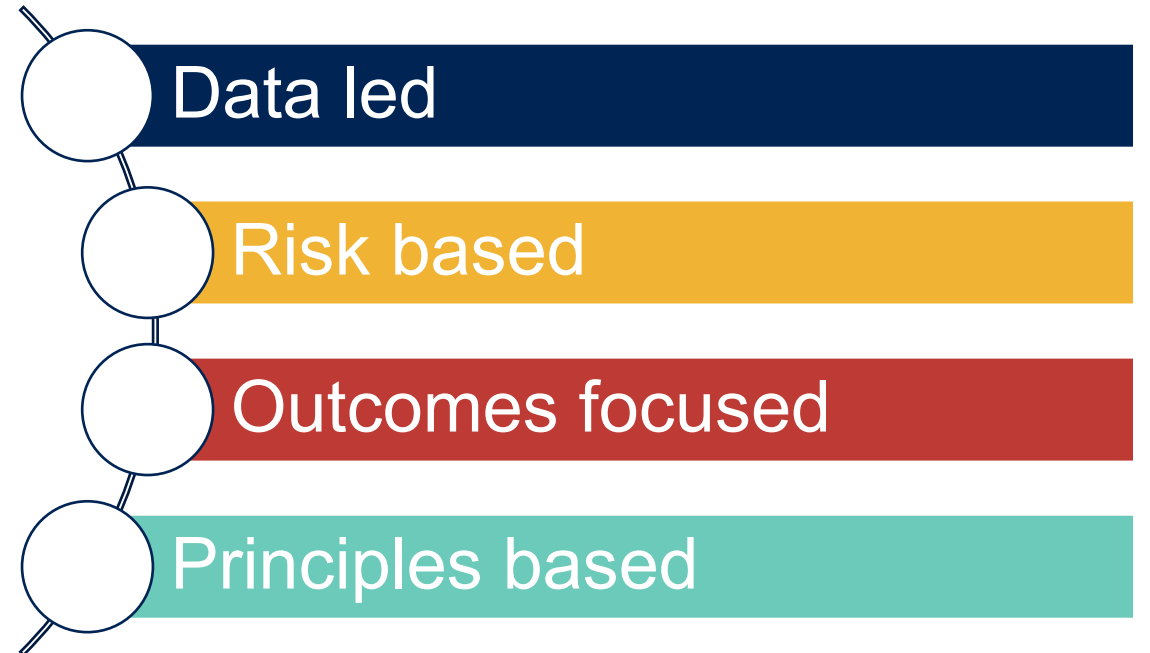 Data led
Risk based
Outcomes focused
Principles based